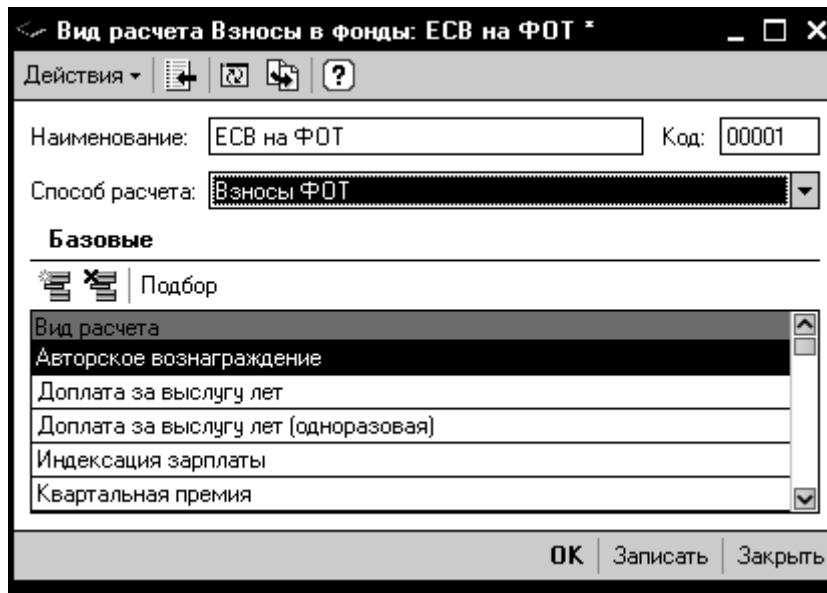 Вид расчета Взносы в фонды: ЕСВ на ФОТ *
Действия
Наименование: ЕСВ на ФОТ Код: 00001
Способ расчета: Взносы ФОТ
Базовые
Подбор
Вид расчета
Авторское вознаграждение
Доплата за выслугу лет
Доплата за выслугу лет (одноразовая)
Индексация зарплаты
Квартальная премия
OK Записать Закрыть